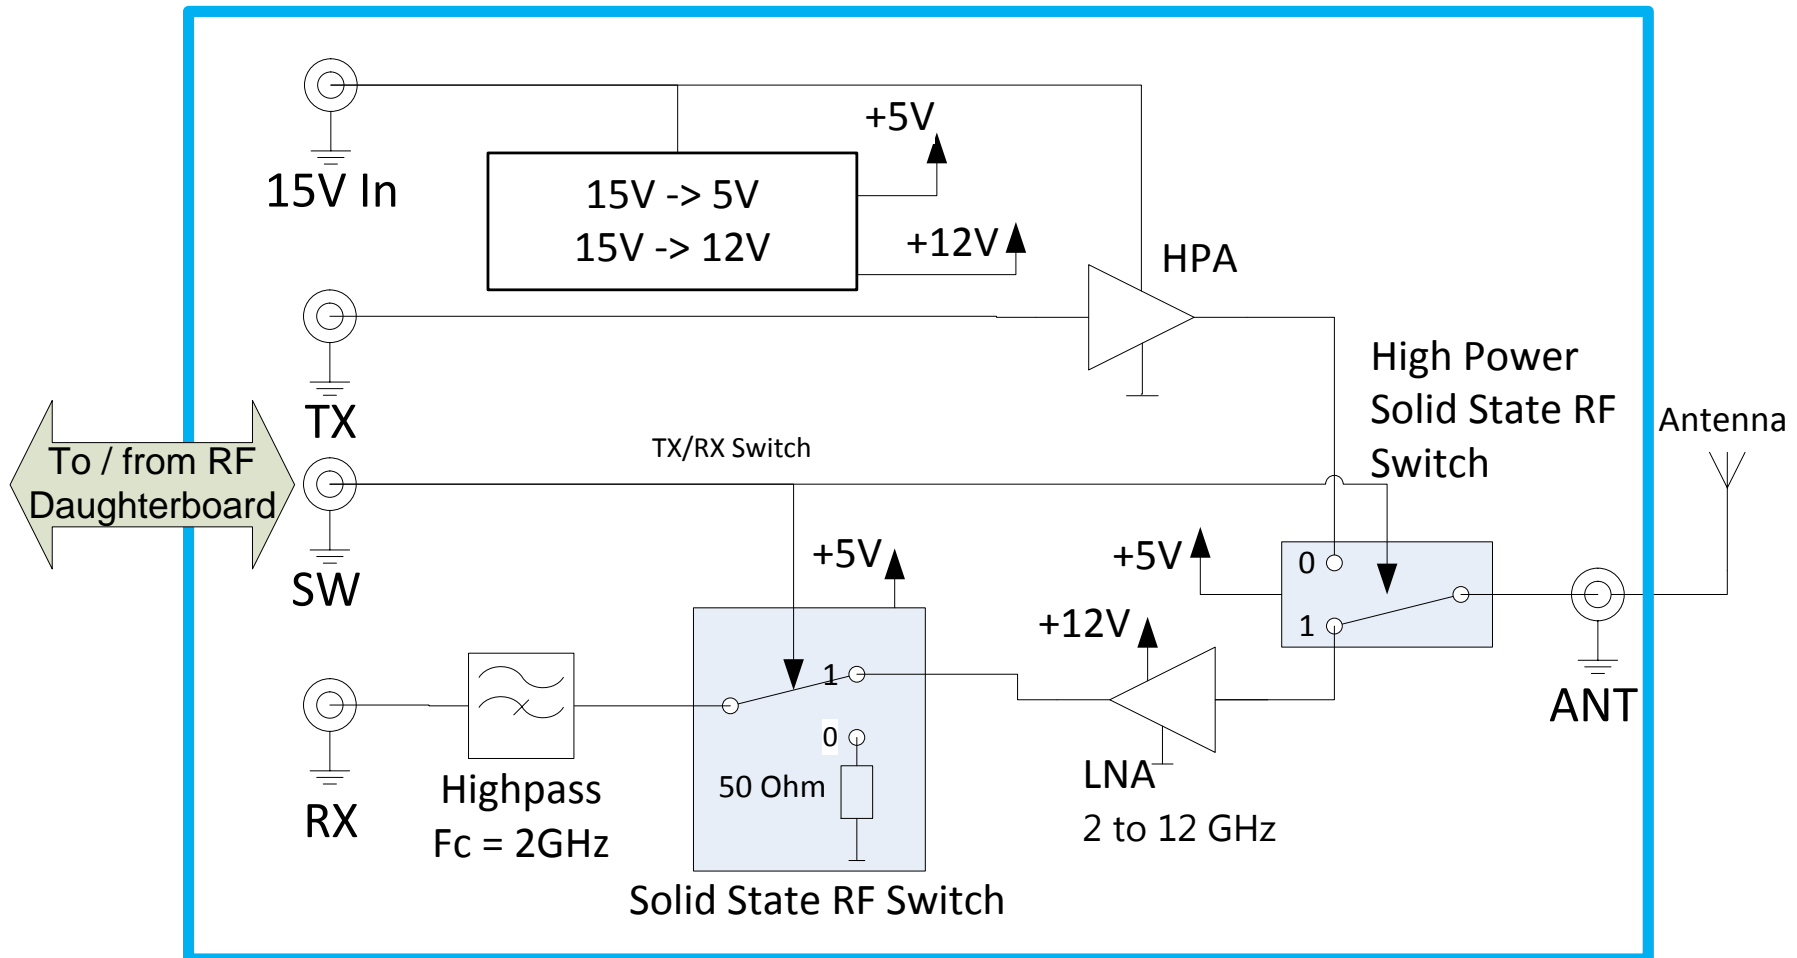 15V In
15V -> 5V
15V -> 12V
+5V
+12V
HPA
TX
High Power
Solid State RF
Switch
Antenna
To / from RF
Daughterboard
TX/RX Switch
SW
+5V
+5V
0
1
+12V
1
0
50 Ohm
ANT
LNA
2 to 12 GHz
Highpass
Fc = 2GHz
RX
Solid State RF Switch